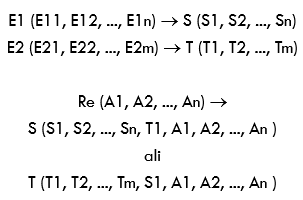 E1 (E11, E12, ..., E1n) → S (S1, S2, ..., Sn)
E2 (E21, E22, ..., E2m) → T (T1, T2, ..., Tm)
Re (A1, A2, ..., An) →
S (S1, S2, ..., Sn, T1, A1, A2, ..., An )
ali
T (T1, T2, ..., Tm, S1, A1, A2, ..., An )